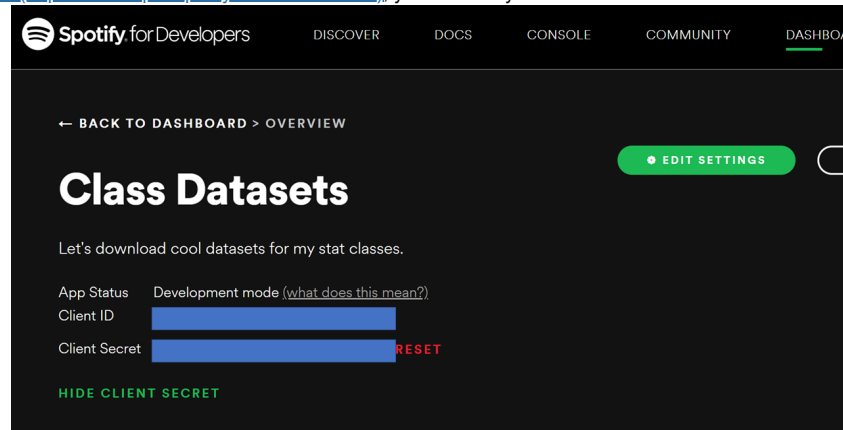 Spotify for Developers DISCOVER DOCS CONSOLE COMMUNITY DASHBOA
← BACK TO DASHBOARD > OVERVIEW
EDIT SETTINGS
Class Datasets
Let's download cool datasets for my stat classes.
App Status Development mode (what does this mean?)
Client ID
Client Secret RESET
HIDE CLIENT SECRET